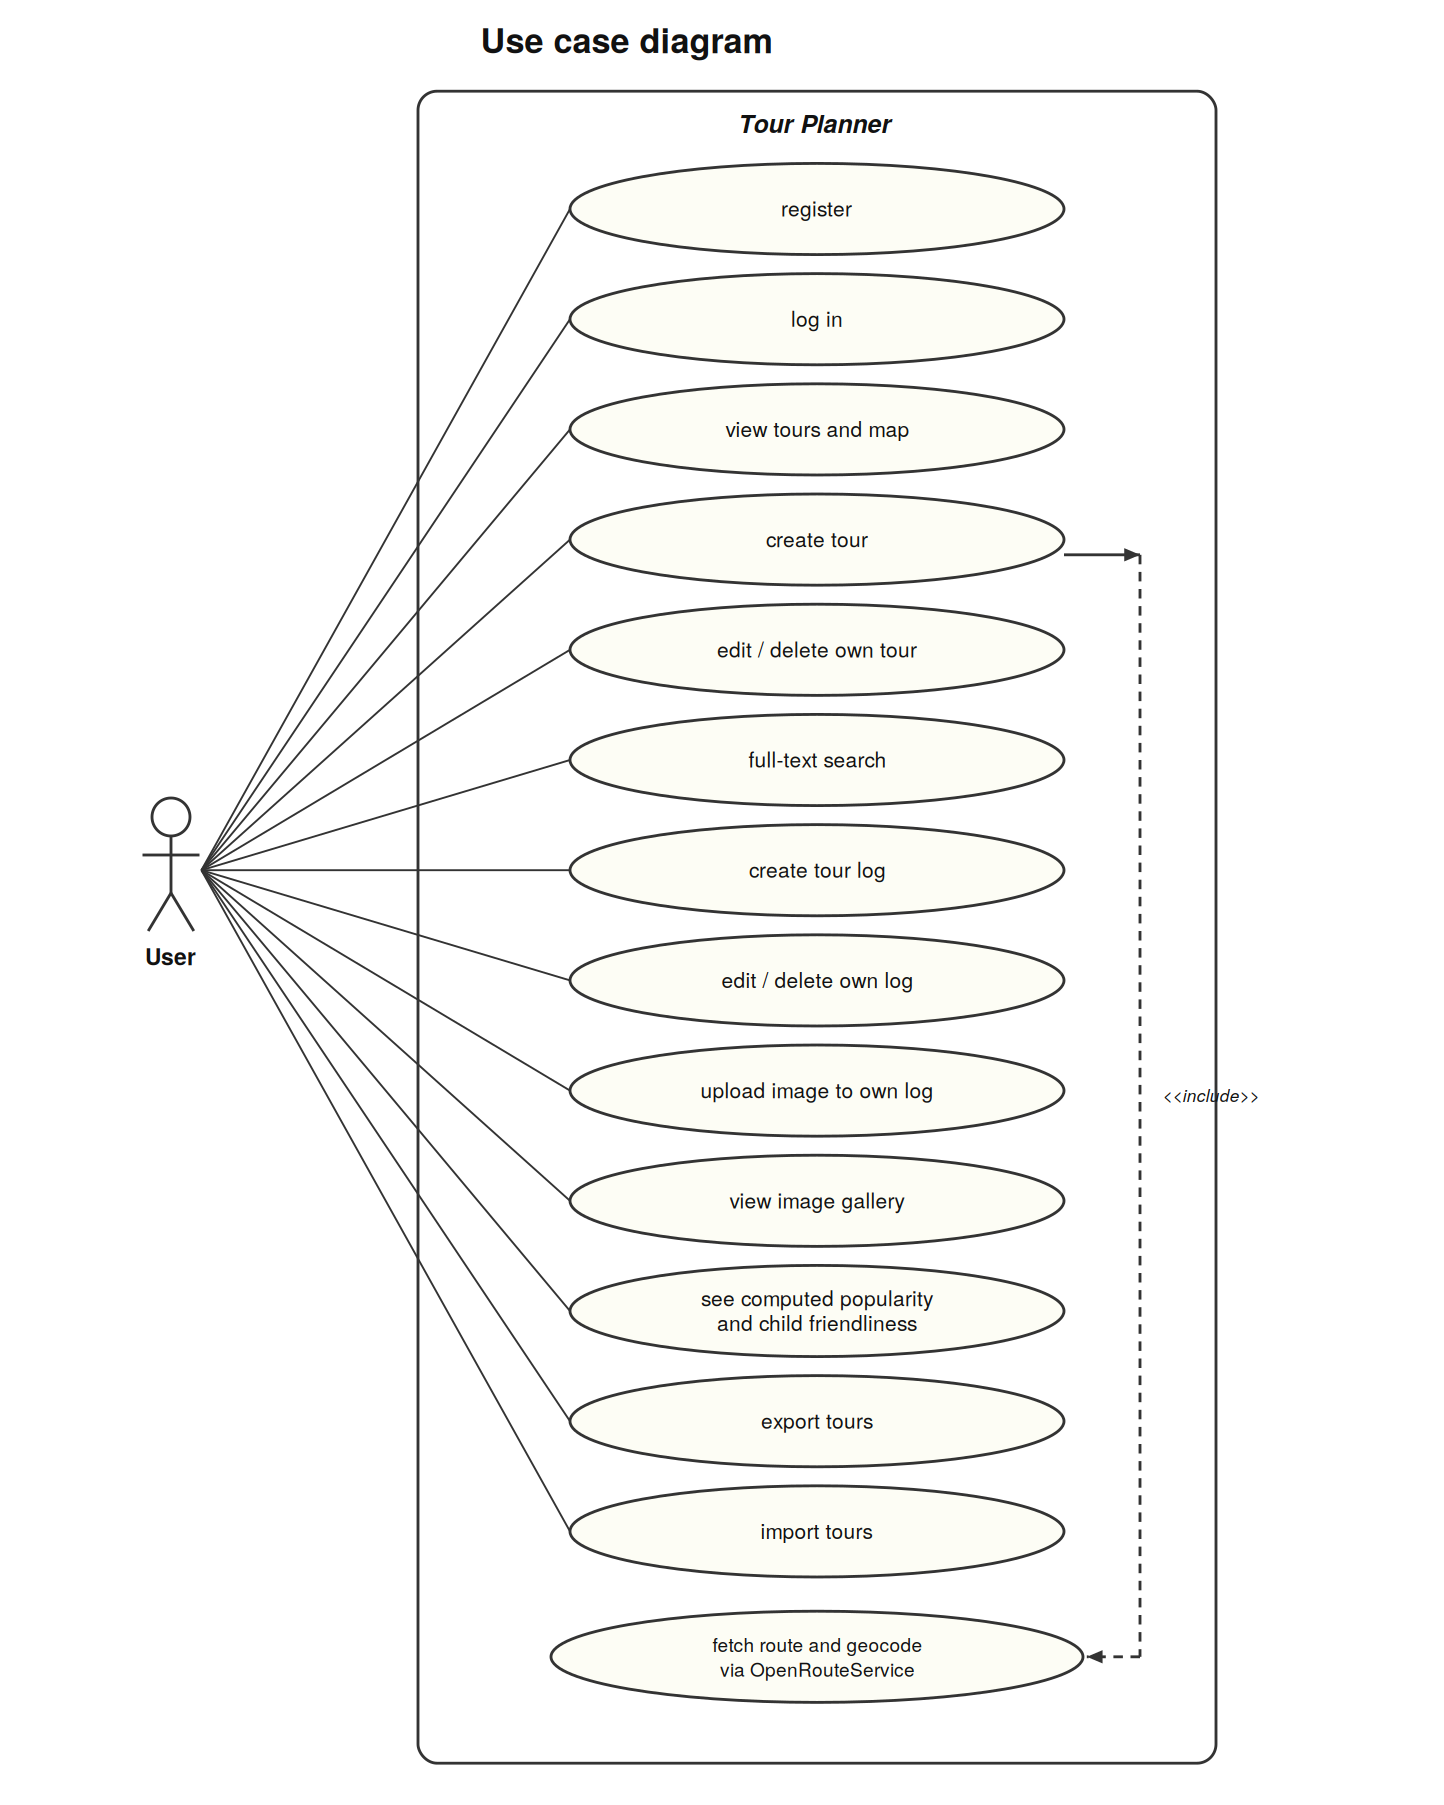 Use case diagram
Tour Planner
register
log in
view tours and map
create tour
edit / delete own tour
full-text search
create tour log
User
edit / delete own log
upload image to own log
<<include>>
view image gallery
see computed popularity
and child friendliness
export tours
import tours
fetch route and geocode
via OpenRouteService